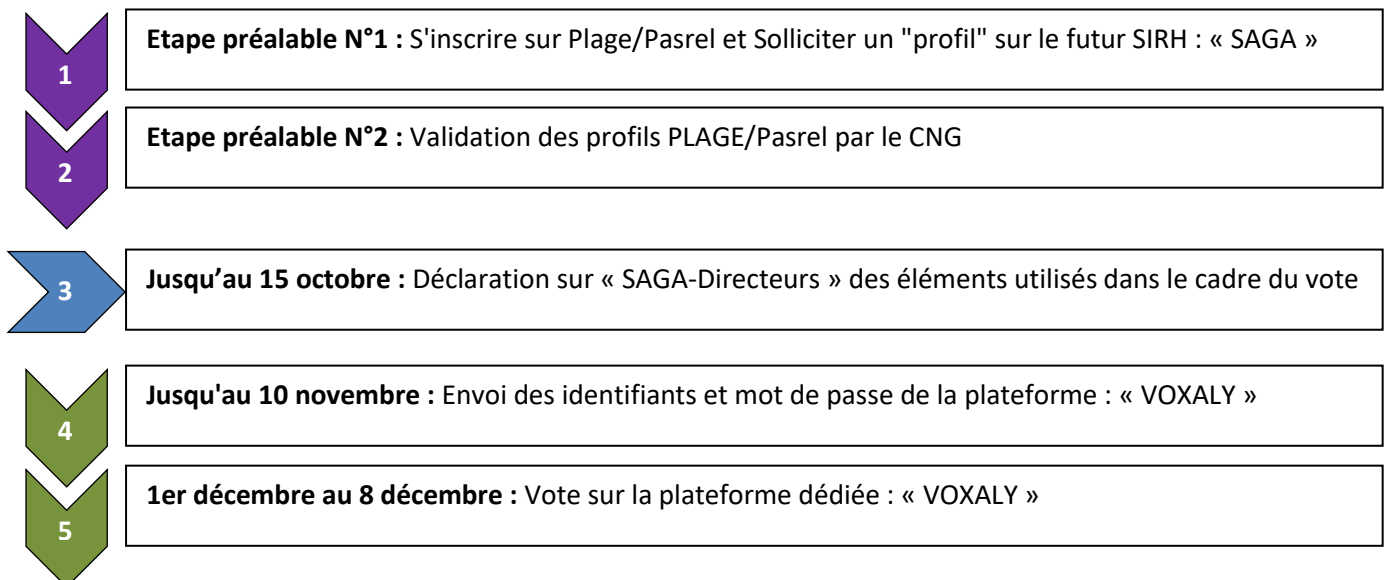 1
Etape préalable N°1 : S'inscrire sur Plage/Pasrel et Solliciter un "profil" sur le futur SIRH : « SAGA »
2
Etape préalable N°2 : Validation des profils PLAGE/Pasrel par le CNG
3
Jusqu’au 15 octobre : Déclaration sur « SAGA-Directeurs » des éléments utilisés dans le cadre du vote
4
Jusqu'au 10 novembre : Envoi des identifiants et mot de passe de la plateforme : « VOXALY »
5
1er décembre au 8 décembre : Vote sur la plateforme dédiée : « VOXALY »